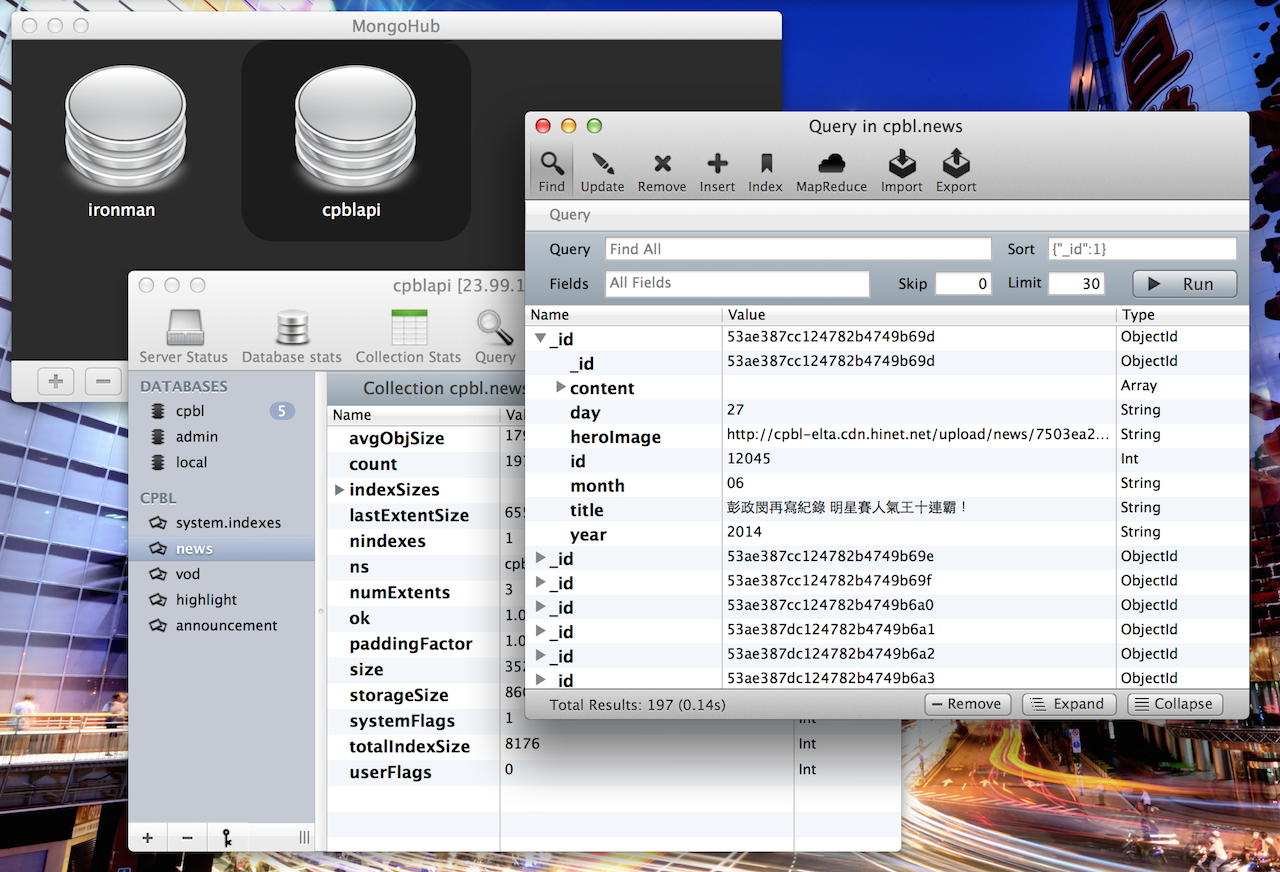 MongoHub
ironman
cpblapi
cpblapi [23.99.1
Server Status Database stats Collection Stats Query
DATABASES
cpbl 5
admin
local
CPBL
system.indexes
news
vod
highlight
announcement
Collection cpbl.news
Name
avgObjSize 179
count 197
indexSizes
lastExtentSize 655
nindexes 1
ns cpb
numExtents 3
ok 1.0
paddingFactor 1.0
size 352
storageSize 860
systemFlags 1 Int
totalIndexSize 8176 Int
userFlags 0 Int
Query in cpbl.news
Find Update Remove Insert Index MapReduce Import Export
Query
Query Find All Sort {"_id":1}
Fields All Fields Skip 0 Limit 30 Run
Name Value Type
_id 53ae387cc124782b4749b69d ObjectId
_id 53ae387cc124782b4749b69d ObjectId
content Array
day 27 String
heroImage http://cpbl-elta.cdn.hinet.net/upload/news/7503ea2... String
id 12045 Int
month 06 String
title 彭政閔再寫紀錄 明星賽人氣王十連霸！ String
year 2014 String
_id 53ae387cc124782b4749b69e ObjectId
_id 53ae387cc124782b4749b69f ObjectId
_id 53ae387cc124782b4749b6a0 ObjectId
_id 53ae387dc124782b4749b6a1 ObjectId
_id 53ae387dc124782b4749b6a2 ObjectId
_id 53ae387dc124782b4749b6a3 ObjectId
Total Results: 197 (0.14s) Remove Expand Collapse